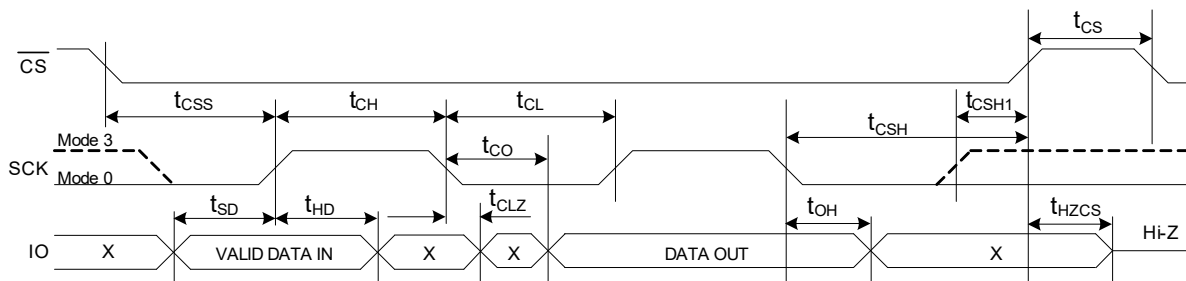 tCS
CS
tCSS
tCH
tCL
tCSH
tCSH1
Mode 3
SCK
Mode 0
tCO
tSD
tHD
tCLZ
tOH
tHZCS
Hi-Z
IO
X
VALID DATA IN
X
X
DATA OUT
X